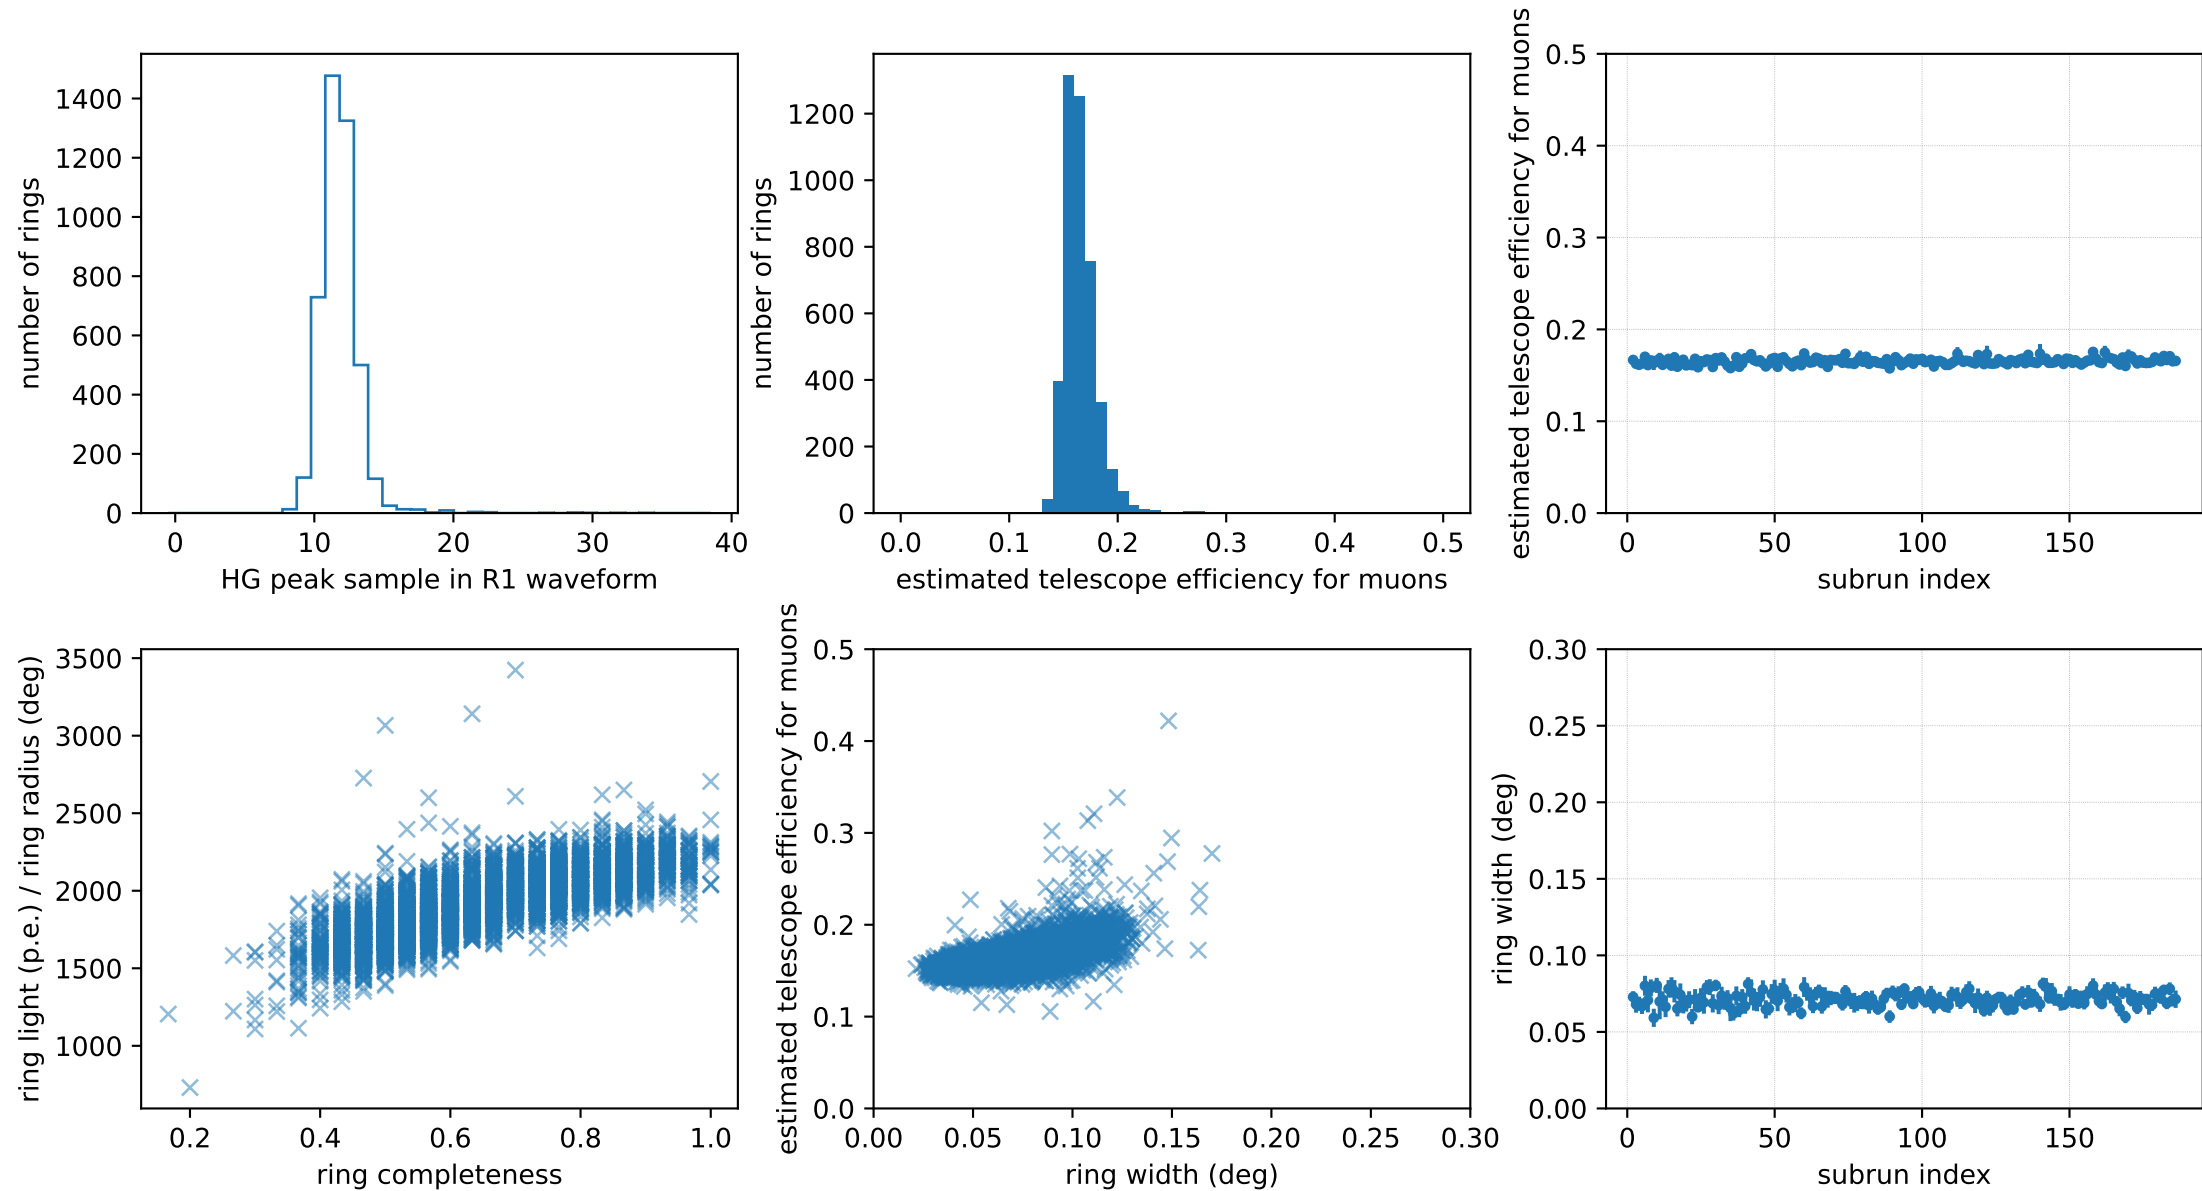 number of rings
1400
1200
1000
800
600
400
200
0
0 10 20 30 40
HG peak sample in R1 waveform
number of rings
1200
1000
800
600
400
200
0
0.0 0.1 0.2 0.3 0.4 0.5
estimated telescope efficiency for muons
estimated telescope efficiency for muons
0.5
0.4
0.3
0.2
0.1
0.0
0 50 100 150
subrun index
ring light (p.e.) / ring radius (deg)
3500
3000
2500
2000
1500
1000
0.2 0.4 0.6 0.8 1.0
ring completeness
estimated telescope efficiency for muons
0.5
0.4
0.3
0.2
0.1
0.0
0.00 0.05 0.10 0.15 0.20 0.25 0.30
ring width (deg)
ring width (deg)
0.30
0.25
0.20
0.15
0.10
0.05
0.00
0 50 100 150
subrun index